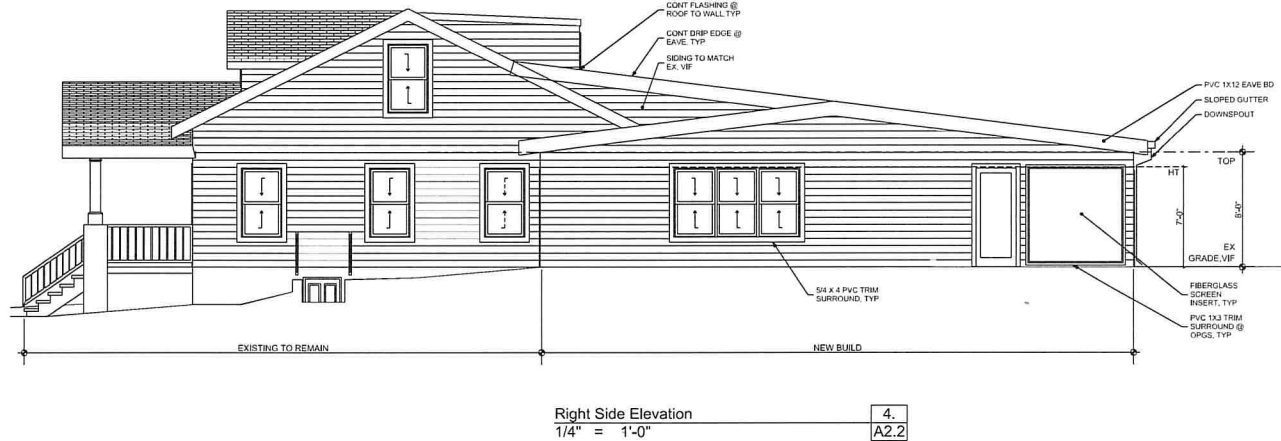 CONT FLASHING @
ROOF TO WALL TYP
CONT DRIP EDGE @
EAVE, TYP
SIDING TO MATCH
EX. VIF
PVC 1X12 EAVE BD
SLOPED GUTTER
DOWNSPOUT
TOP
HT
7'-0"
8'-0"
EX
GRADE,VIF
5/4 X 4 PVC TRIM
SURROUND, TYP
FIBERGLASS
SCREEN
INSERT, TYP
PVC 1X3 TRIM
SURROUND @
OPGS, TYP
EXISTING TO REMAIN
NEW BUILD
Right Side Elevation
4.
1/4" = 1'-0"
A2.2